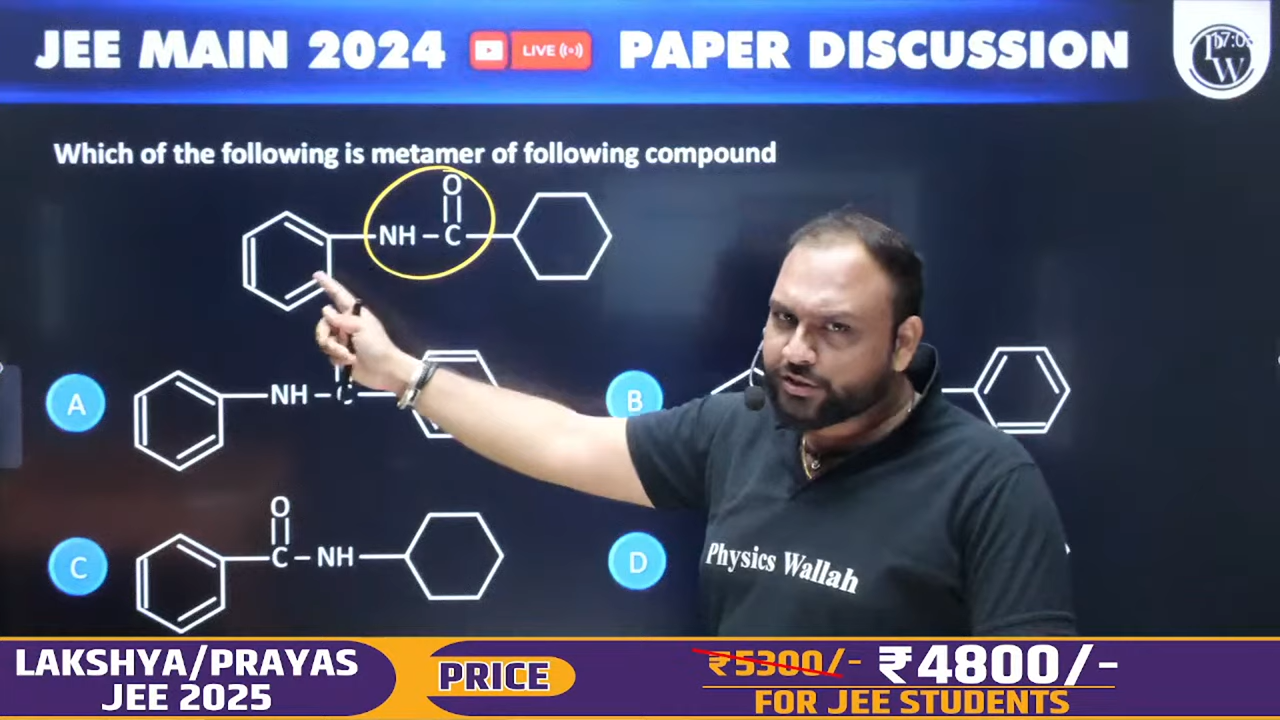 JEE MAIN 2024 LIVE PAPER DISCUSSION
Which of the following is metamer of following compound
O
NH – C
A
NH –
B
O
C – NH
C
D
Physics Wallah
LAKSHYA/PRAYAS
JEE 2025
PRICE
₹5300/- ₹4800/-
FOR JEE STUDENTS